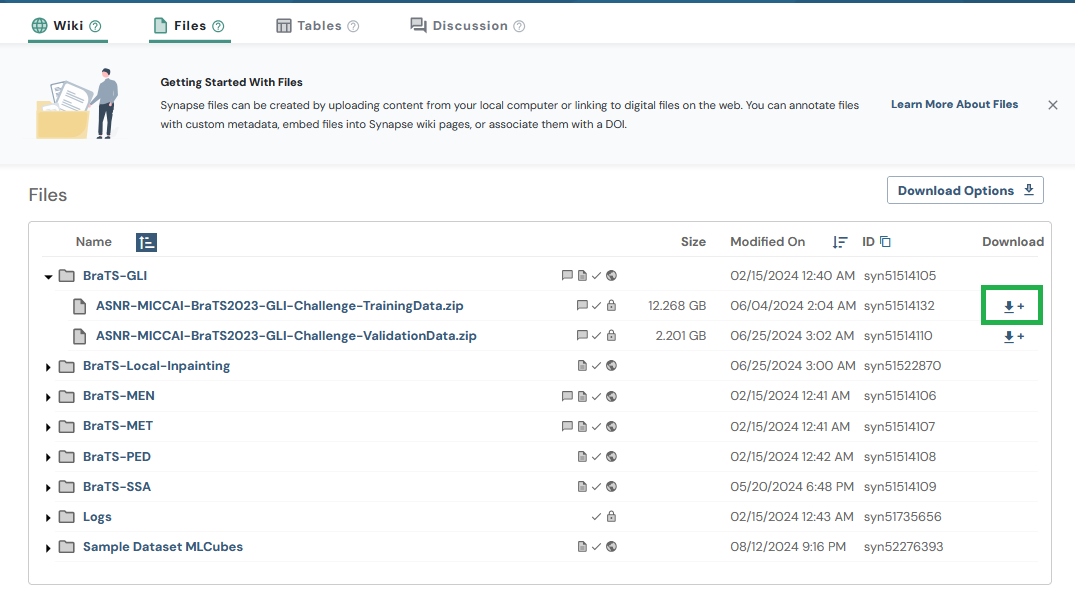 Wiki Files Tables Discussion
Getting Started With Files
Synapse files can be created by uploading content from your local computer or linking to digital files on the web. You can annotate files
with custom metadata, embed files into Synapse wiki pages, or associate them with a DOI.
Learn More About Files
Files
Download Options
Name Size Modified On ID Download
BraTS-GLI 02/15/2024 12:40 AM syn51514105
ASNR-MICCAI-BraTS2023-GLI-Challenge-TrainingData.zip 12.268 GB 06/04/2024 2:04 AM syn51514132
ASNR-MICCAI-BraTS2023-GLI-Challenge-ValidationData.zip 2.201 GB 06/25/2024 3:02 AM syn51514110
BraTS-Local-Inpainting 06/25/2024 3:00 AM syn51522870
BraTS-MEN 02/15/2024 12:41 AM syn51514106
BraTS-MET 02/15/2024 12:41 AM syn51514107
BraTS-PED 02/15/2024 12:42 AM syn51514108
BraTS-SSA 05/20/2024 6:48 PM syn51514109
Logs 02/15/2024 12:43 AM syn51735656
Sample Dataset MLCubes 08/12/2024 9:16 PM syn52276393